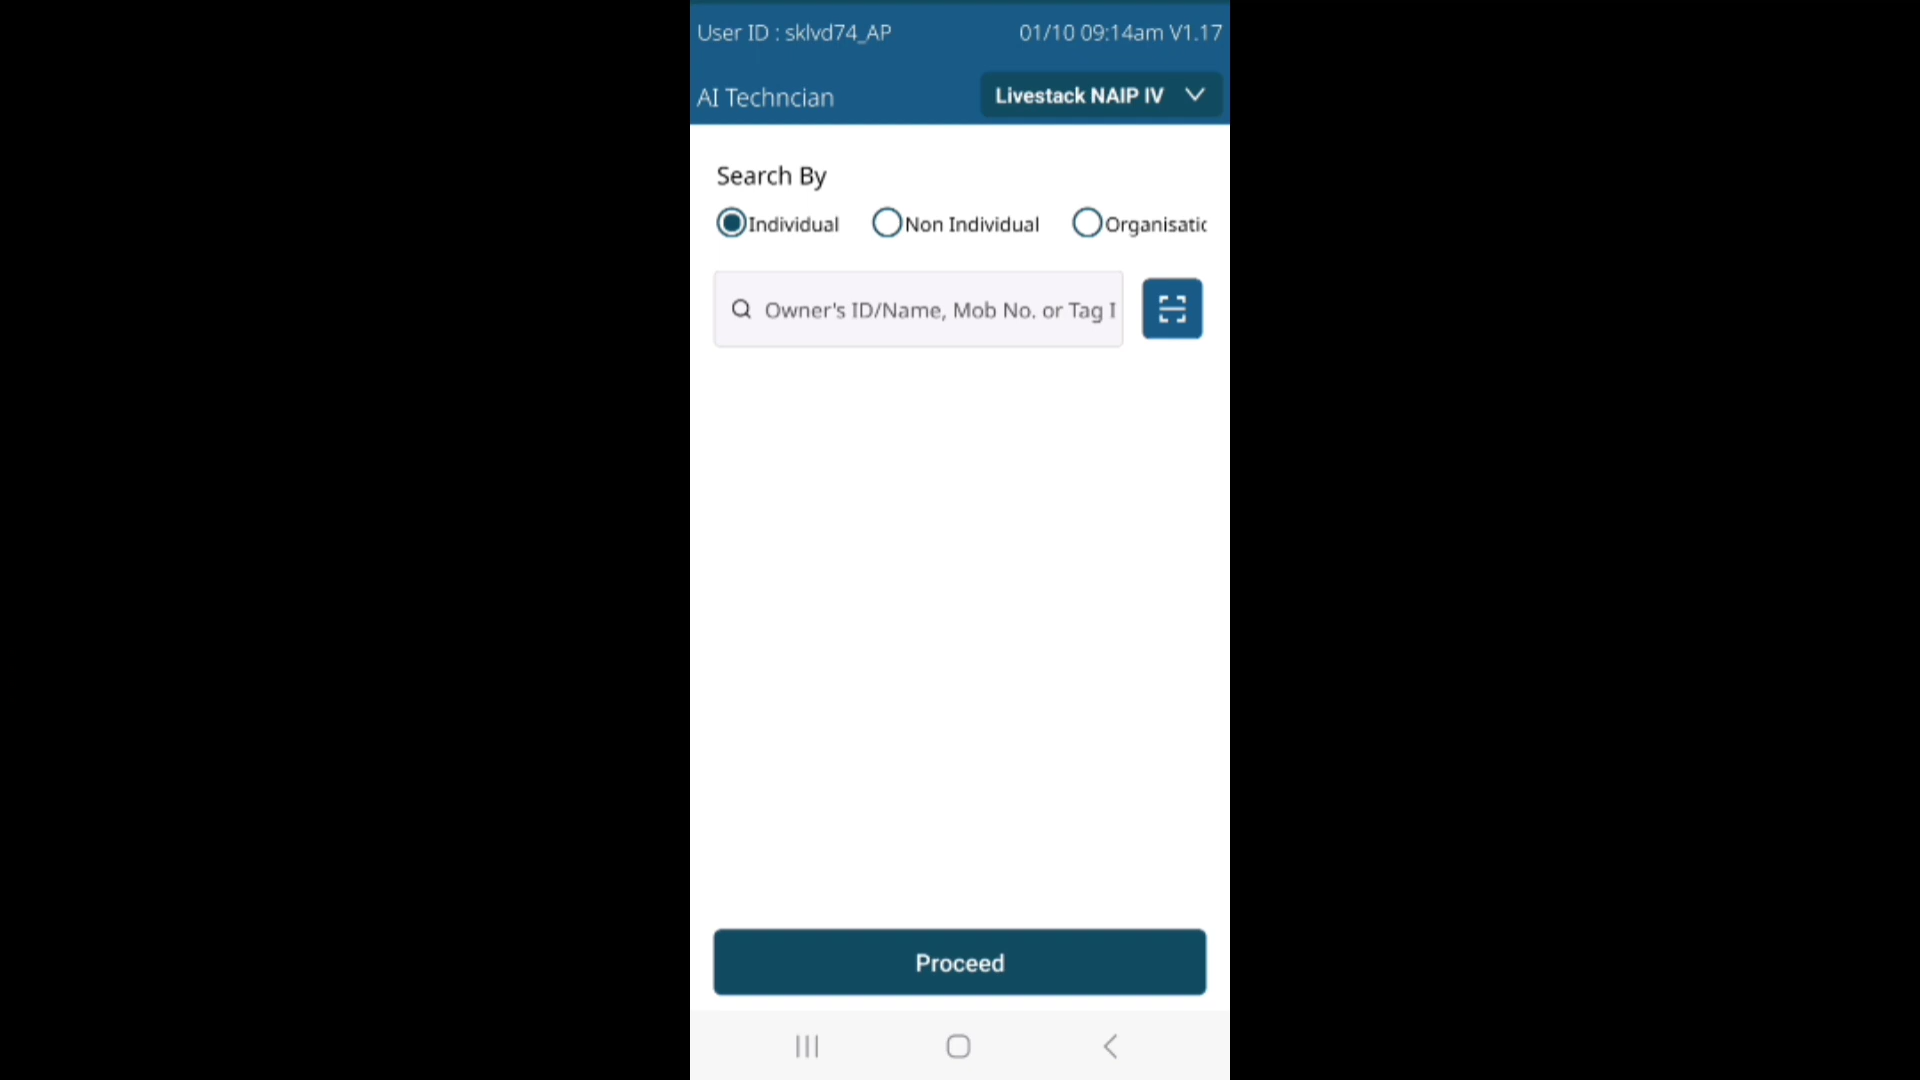 User ID : sklvd74_AP 01/10 09:14am V1.17
AI Techncian Livestack NAIP IV
Search By
Individual Non Individual Organisatic
Owner's ID/Name, Mob No. or Tag I
Proceed